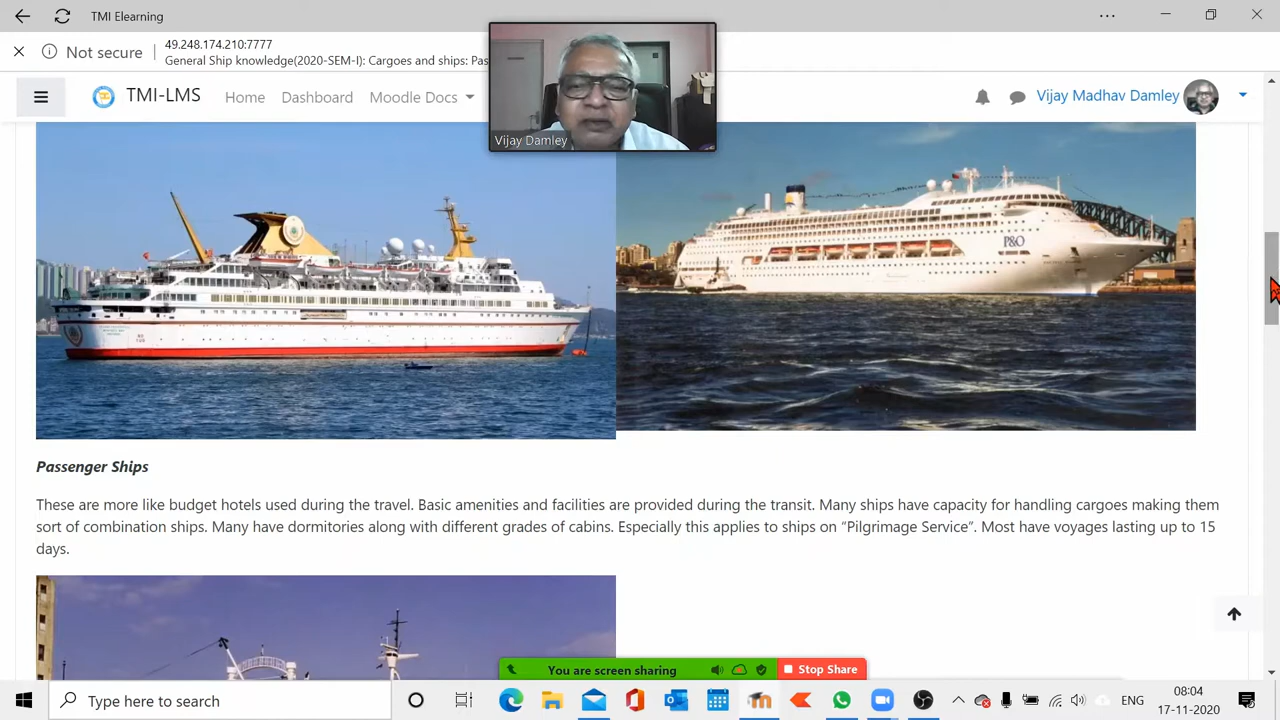 TMI Elearning
Not secure
49.248.174.210:7777
General Ship knowledge(2020-SEM-I): Cargoes and ships: Pas
TMI-LMS
Home
Dashboard
Moodle Docs
Vijay Madhav Damley
Vijay Damley
P&O
Passenger Ships
These are more like budget hotels used during the travel. Basic amenities and facilities are provided during the transit. Many ships have capacity for handling cargoes making them
sort of combination ships. Many have dormitories along with different grades of cabins. Especially this applies to ships on “Pilgrimage Service”. Most have voyages lasting up to 15
days.
You are screen sharing
Stop Share
Type here to search
ENG
08:04
17-11-2020